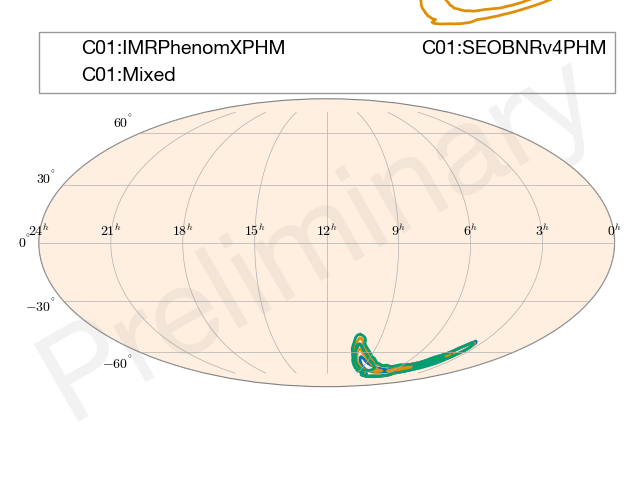 C01:IMRPhenomXPHM C01:SEOBNRv4PHM
C01:Mixed
Preliminary
60°
30°
0° 24h 21h 18h 15h 12h 9h 6h 3h 0h
−30°
−60°